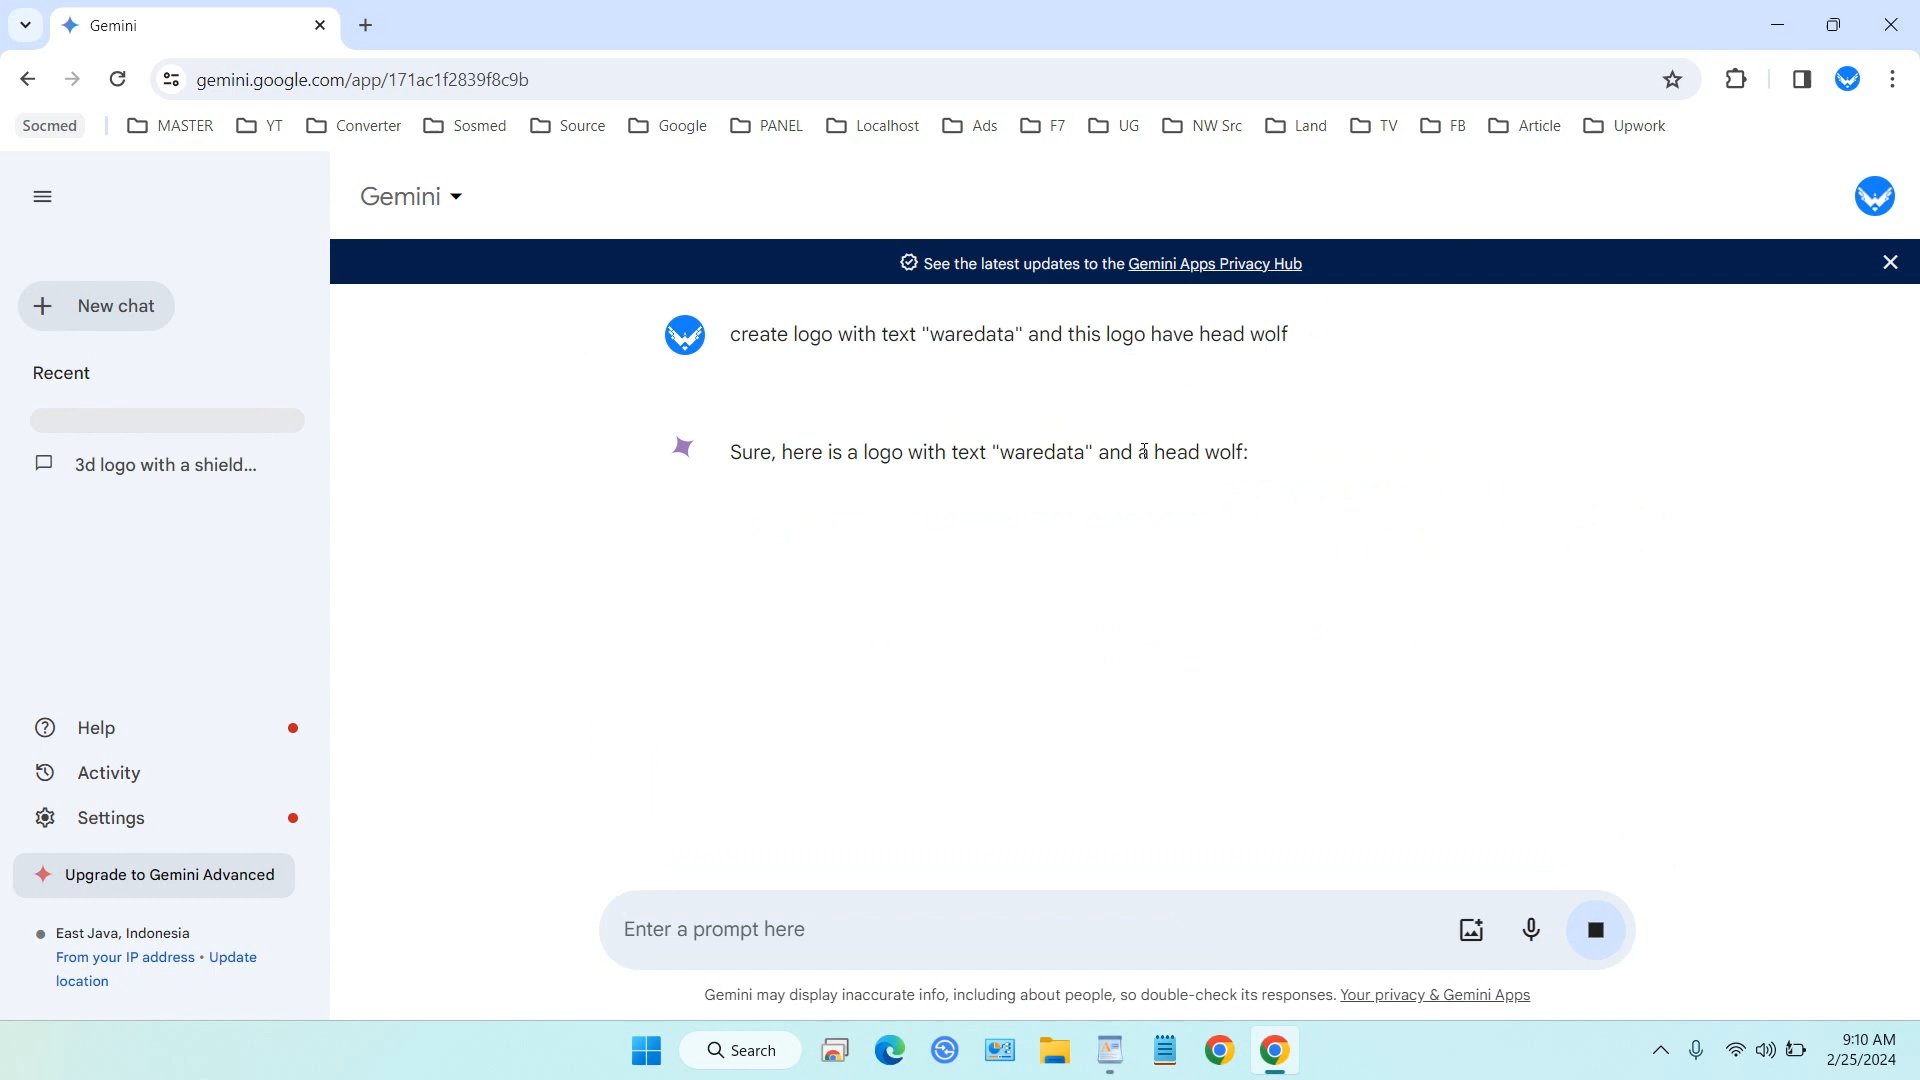 Gemini
gemini.google.com/app/171ac1f2839f8c9b
Socmed
MASTER
YT
Converter
Sosmed
Source
Google
PANEL
Localhost
Ads
F7
UG
NW Src
Land
TV
FB
Article
Upwork
Gemini
See the latest updates to the Gemini Apps Privacy Hub
New chat
create logo with text "waredata" and this logo have head wolf
Recent
Sure, here is a logo with text "waredata" and a head wolf:
3d logo with a shield...
Help
Activity
Settings
Upgrade to Gemini Advanced
East Java, Indonesia
From your IP address • Update
location
Enter a prompt here
Gemini may display inaccurate info, including about people, so double-check its responses. Your privacy & Gemini Apps
Search
9:10 AM
2/25/2024